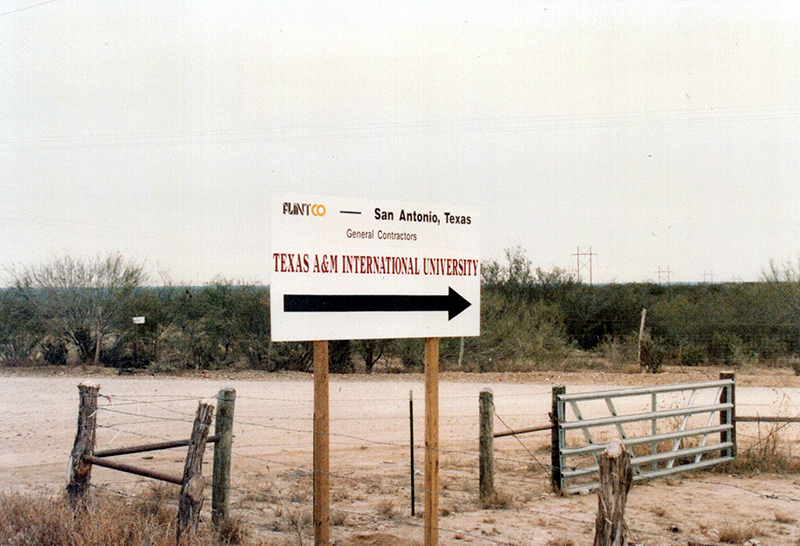 FLINTCO — San Antonio, Texas
General Contractors
TEXAS A&M INTERNATIONAL UNIVERSITY